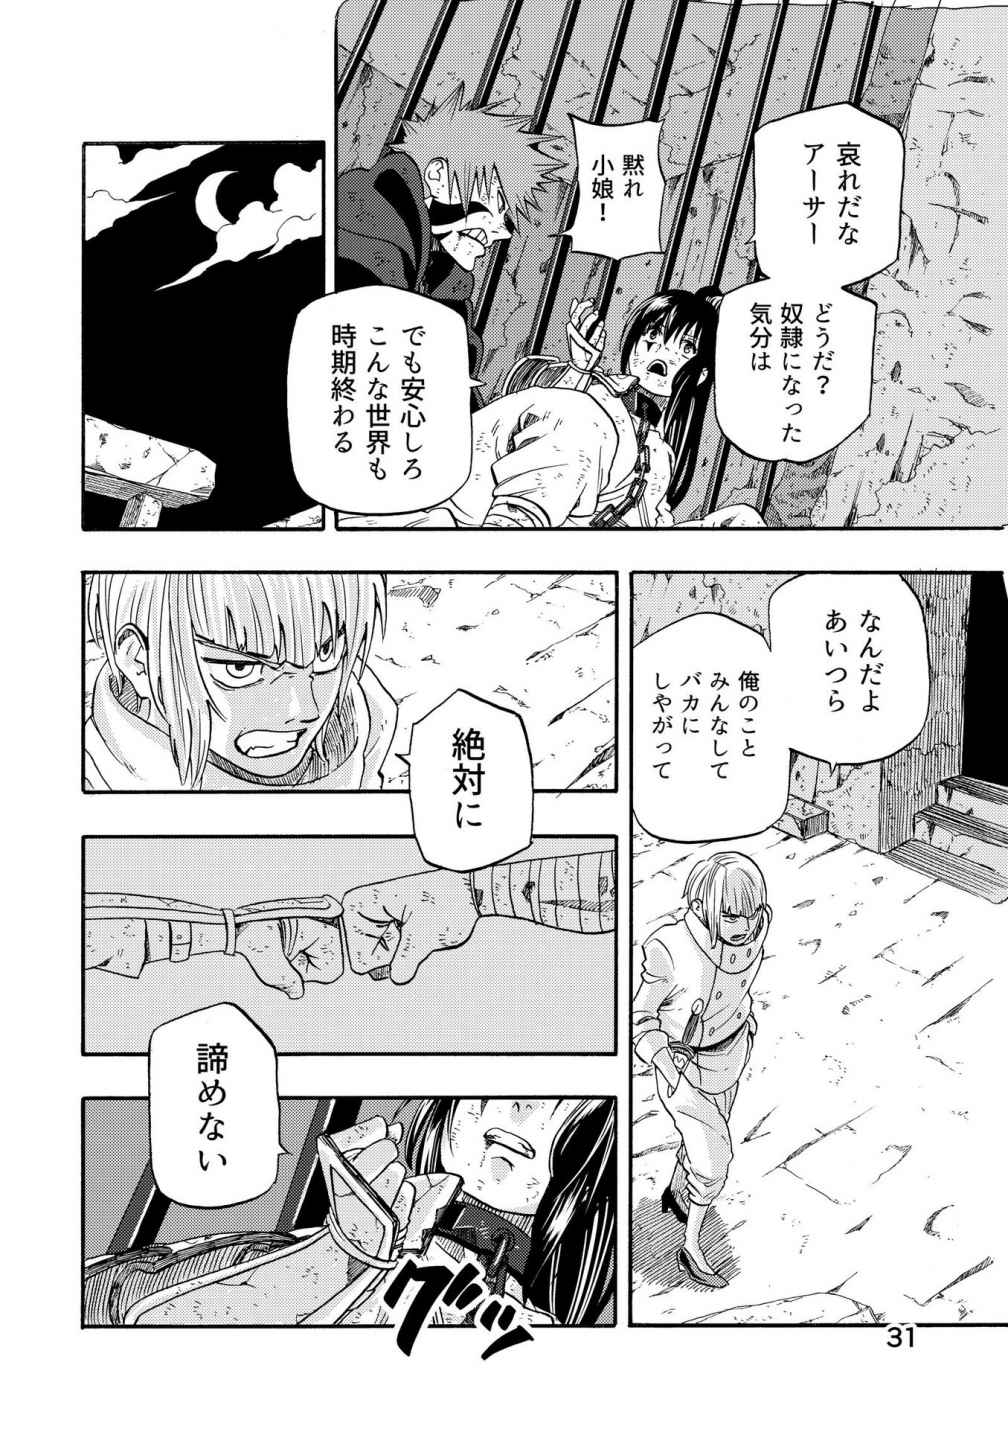 哀れだな
アーサー
どうだ？
奴隷になった
気分は
黙れ
小娘！
でも安心しろ
こんな世界も
時期終わる
なんだよ
あいつら
俺のこと
みんなして
バカに
しやがって
絶対に
諦めない
グッ
31